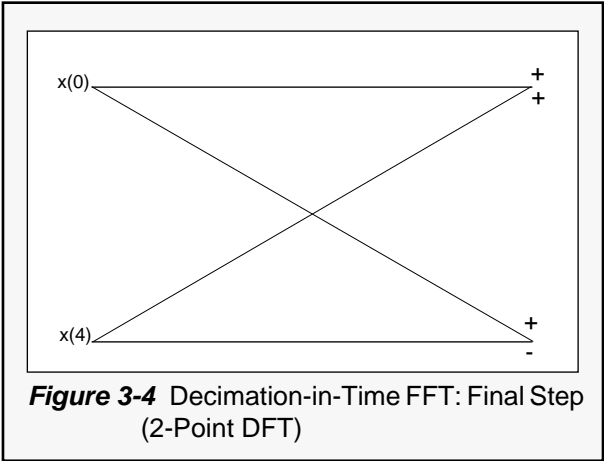 x(0)
+
+
x(4)
+
-
Figure 3-4 Decimation-in-Time FFT: Final Step
(2-Point DFT)